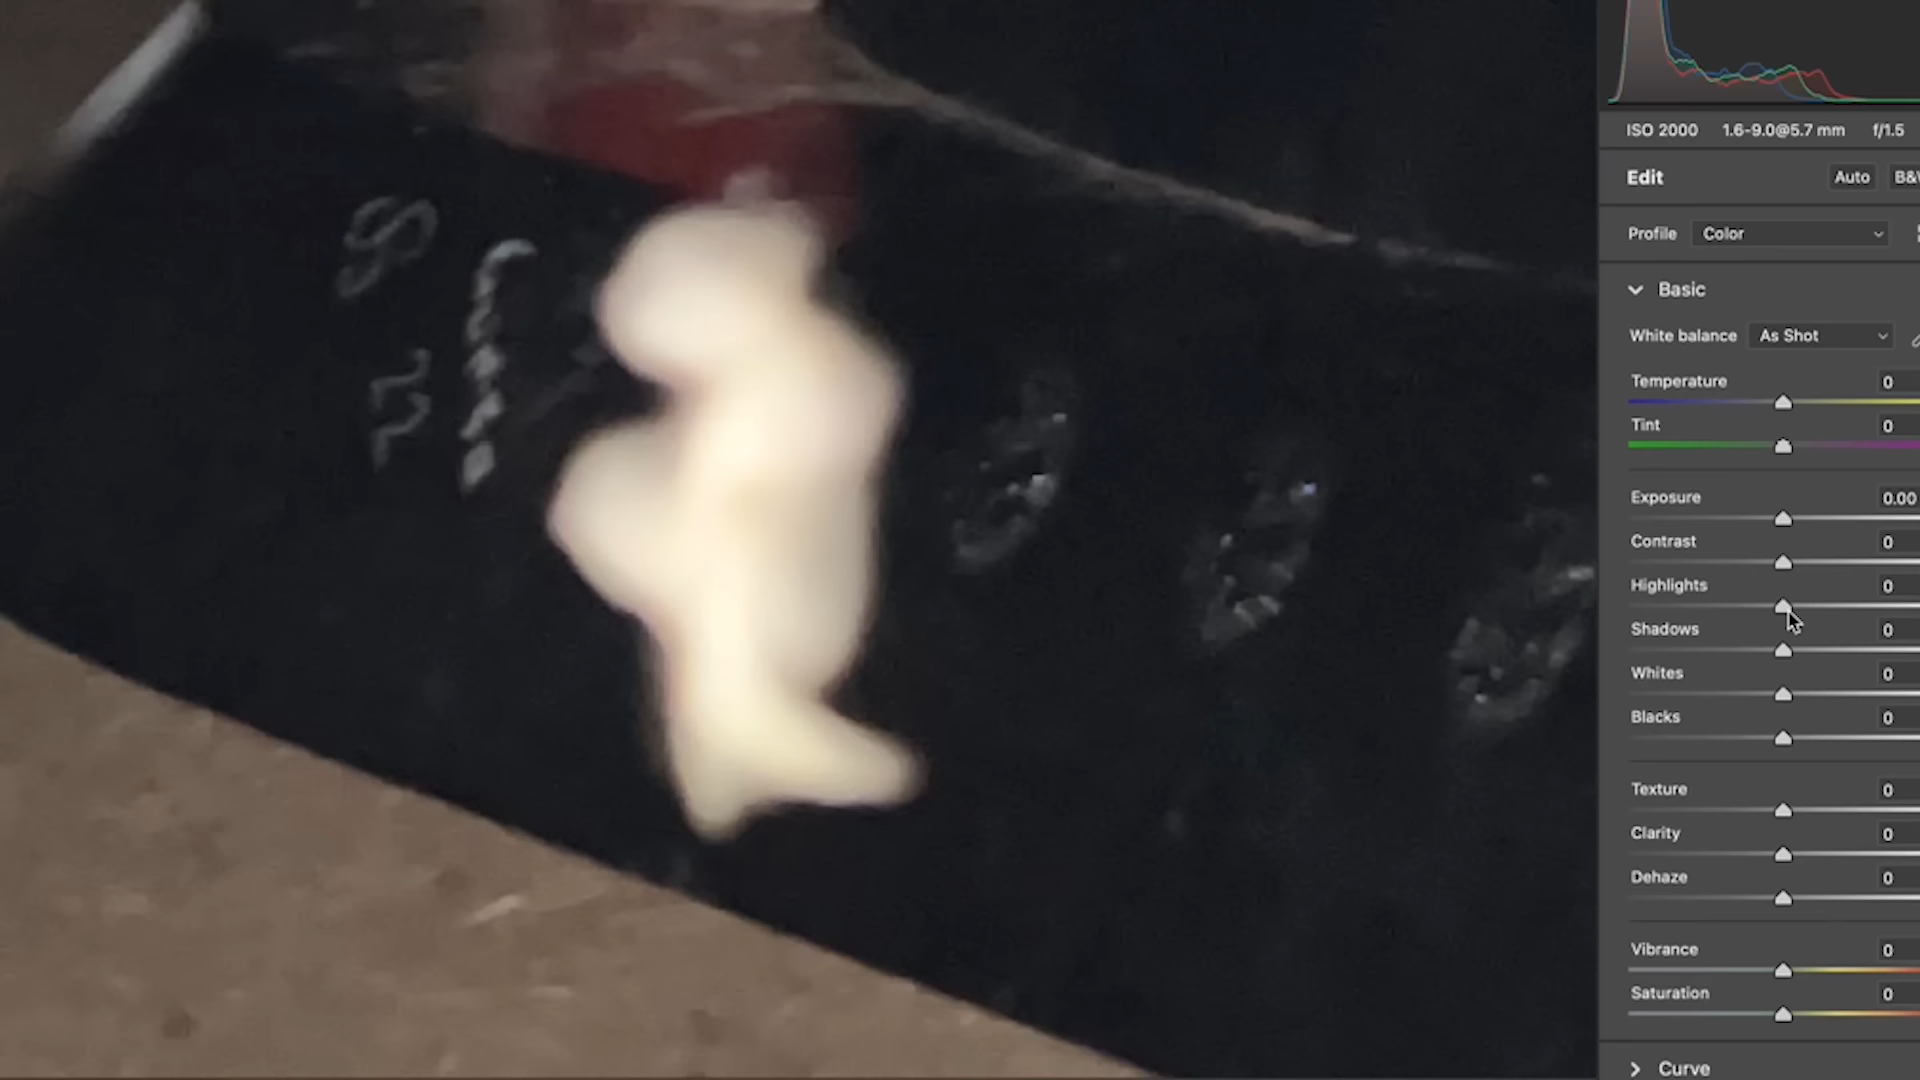 ISO 2000 1.6-9.0@5.7 mm f/1.5
Edit Auto
Profile Color
Basic
White balance As Shot
Temperature 0
Tint 0
Exposure 0.00
Contrast 0
Highlights 0
Shadows 0
Whites 0
Blacks 0
Texture 0
Clarity 0
Dehaze 0
Vibrance 0
Saturation 0
Curve